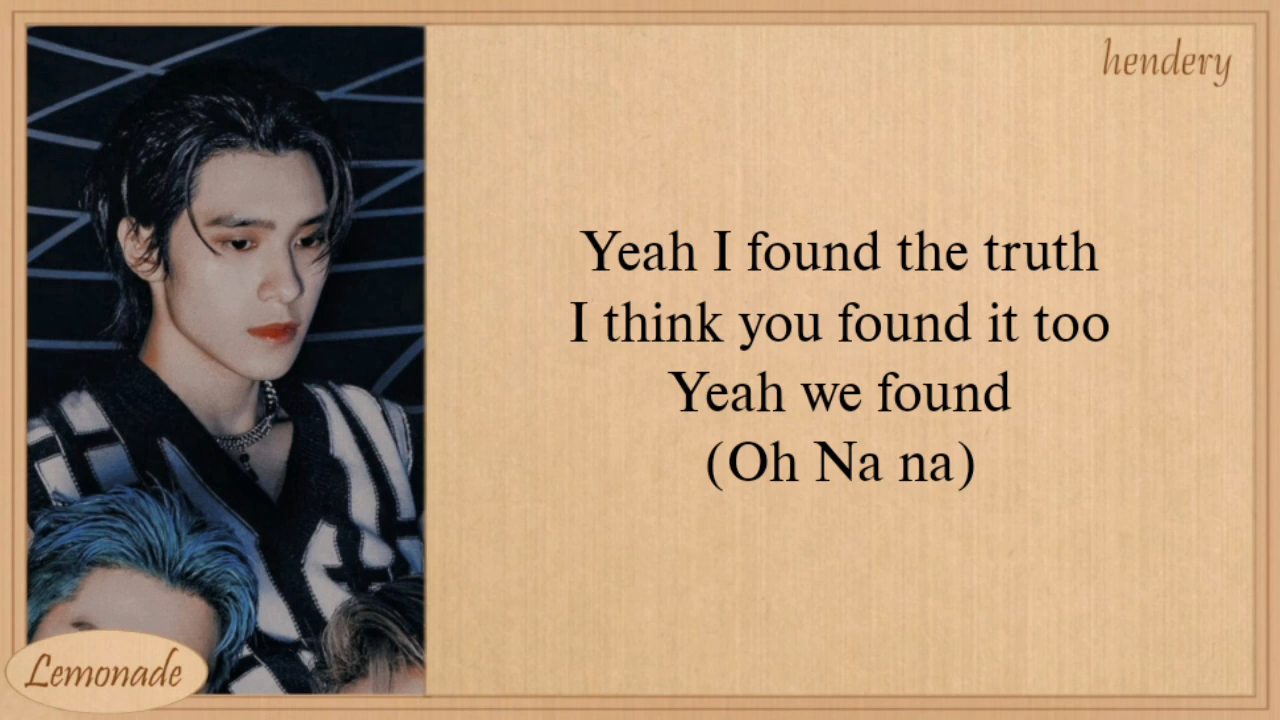 hendery
Yeah I found the truth
I think you found it too
Yeah we found
(Oh Na na)
Lemonade